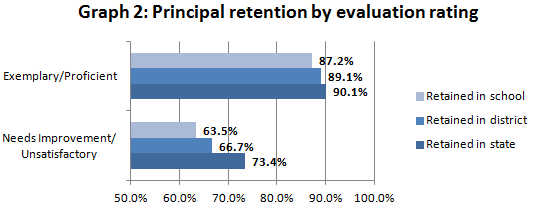 Graph 2: Principal retention by evaluation rating
Exemplary/Proficient
87.2%
89.1%
90.1%
Needs Improvement/
Unsatisfactory
63.5%
66.7%
73.4%
50.0% 60.0% 70.0% 80.0% 90.0% 100.0%
Retained in school
Retained in district
Retained in state